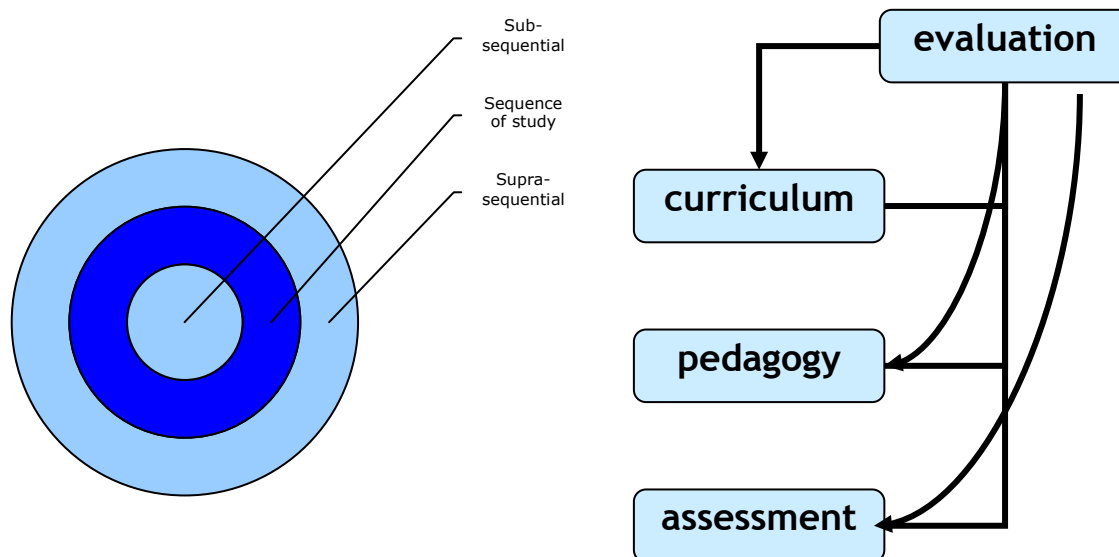 Sub-
sequential
Sequence
of study
Supra-
sequential
evaluation
curriculum
pedagogy
assessment